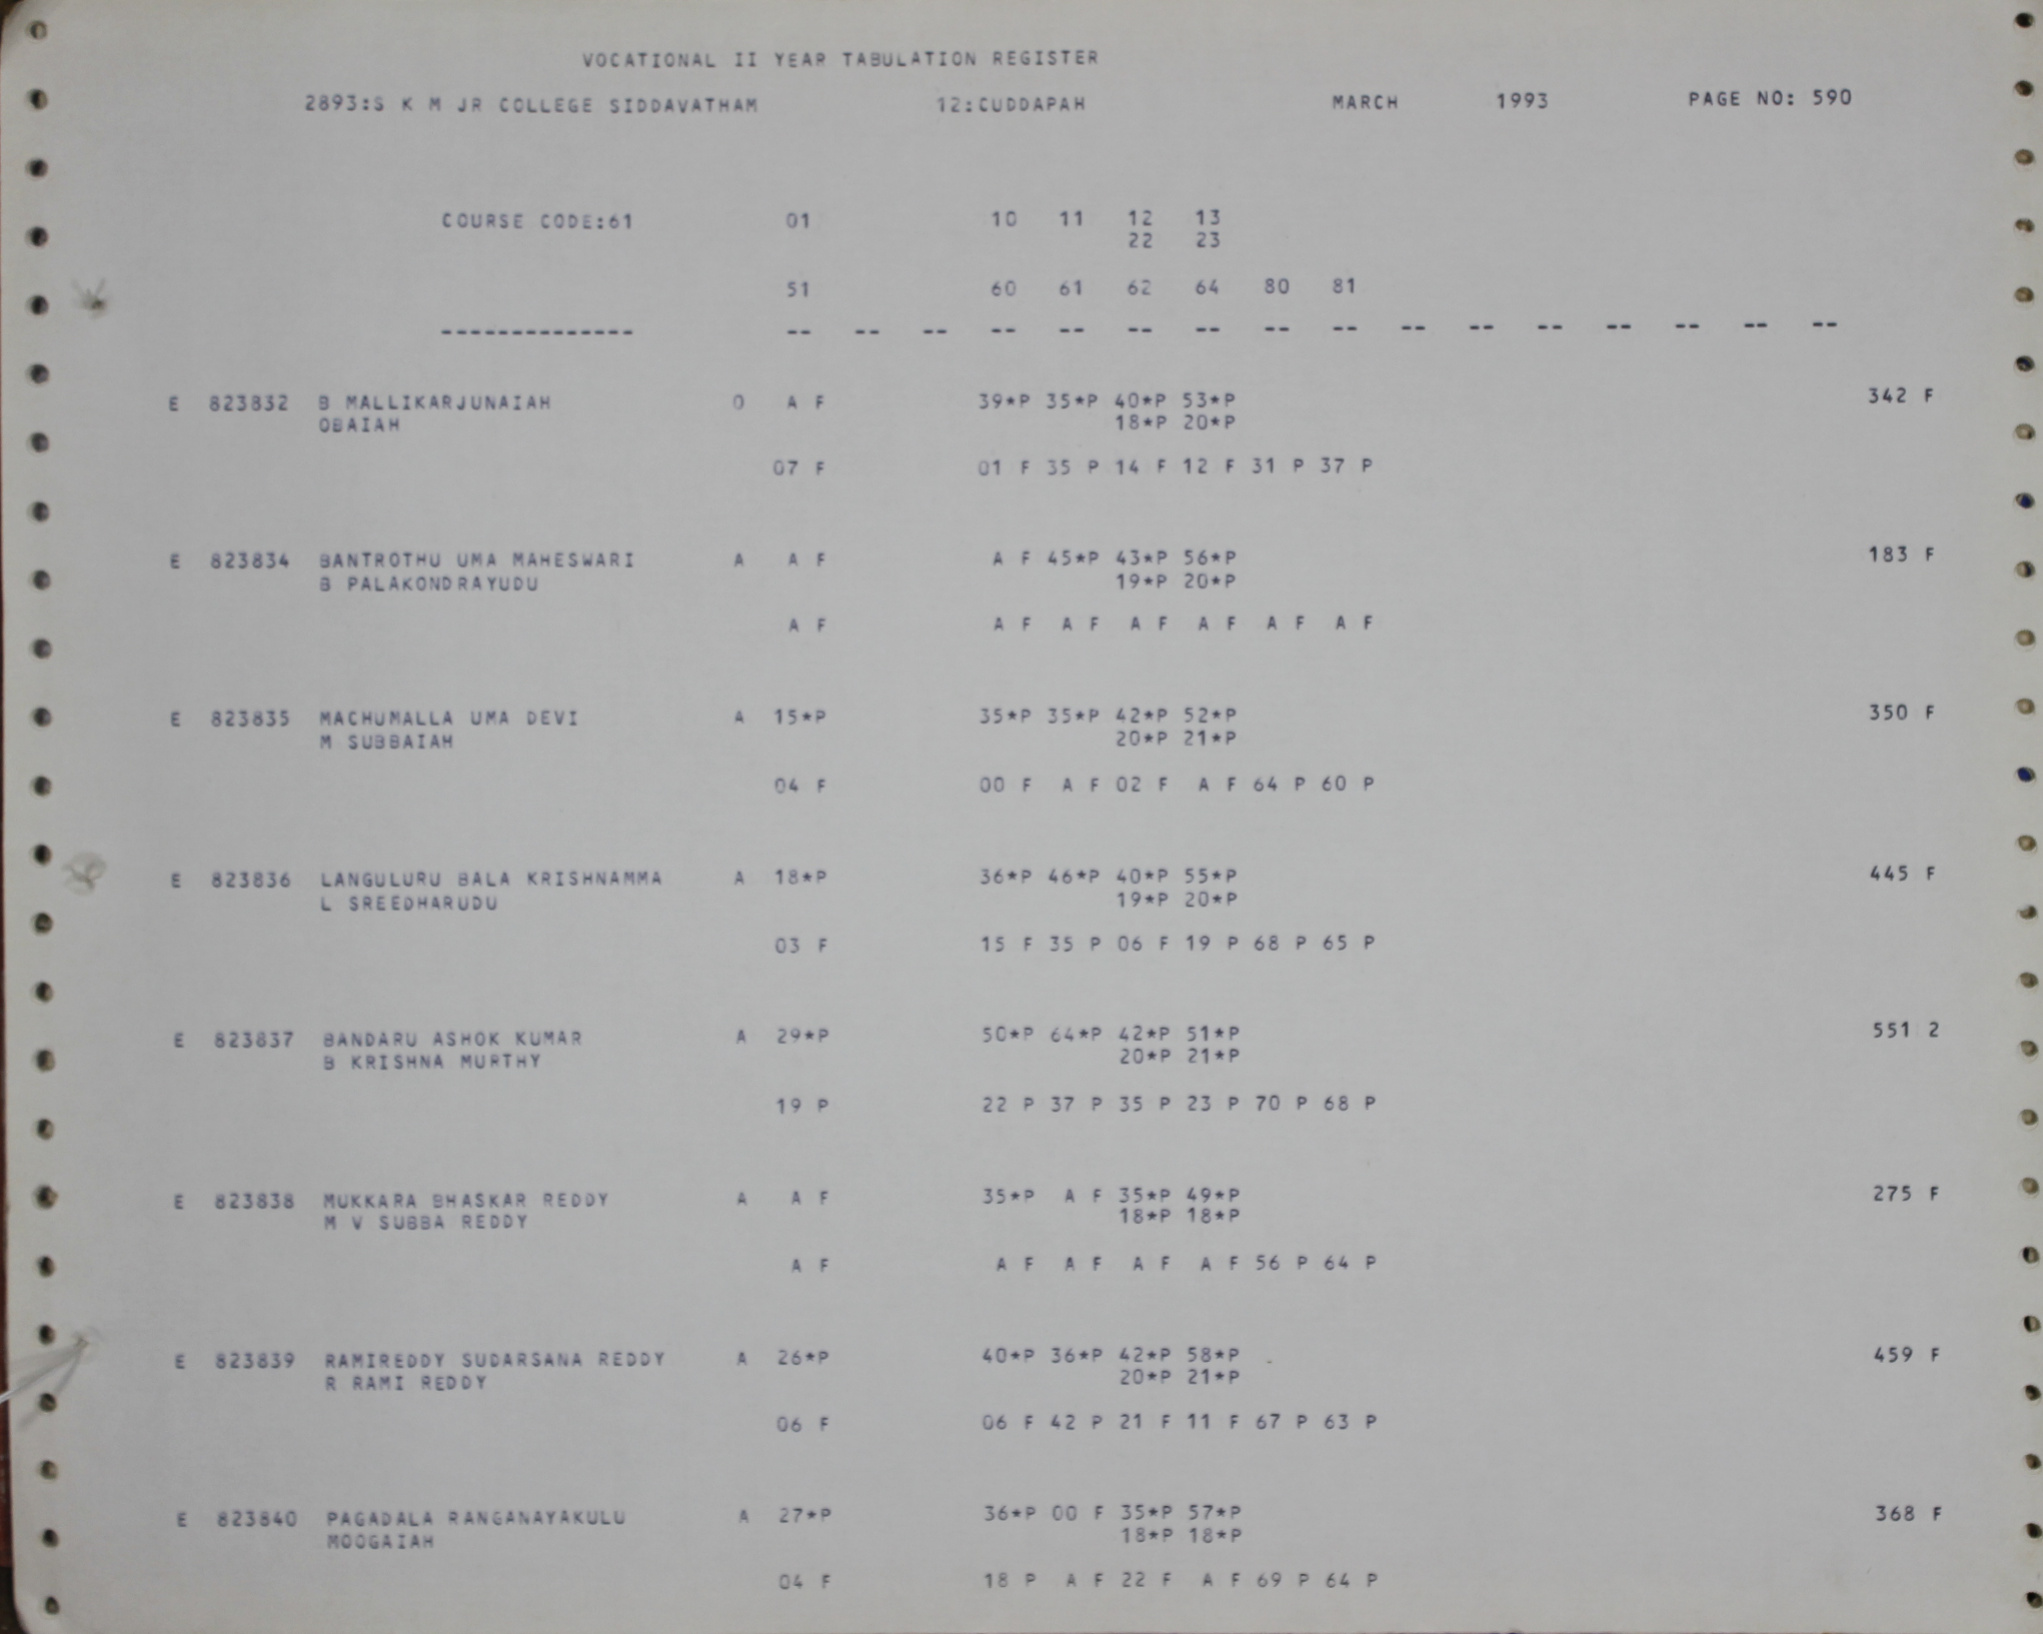 VOCATIONAL II YEAR TABULATION REGISTER
2893:S K M JR COLLEGE SIDDAVATHAM 12:CUDDAPAH MARCH 1993 PAGE NO: 590
COURSE CODE:61 01 10 11 12 13
22 23
51 60 61 62 64 80 81
-------------- -- -- -- -- -- -- -- -- -- -- -- -- -- -- -- --
E 823832 B MALLIKARJUNAIAH O A F 39*P 35*P 40*P 53*P 342 F
OBAIAH 18*P 20*P
07 F 01 F 35 P 14 F 12 F 31 P 37 P
E 823834 BANTROTHU UMA MAHESWARI A A F A F 45*P 43*P 56*P 183 F
B PALAKONDRAYUDU 19*P 20*P
A F A F A F A F A F A F A F
E 823835 MACHUMALLA UMA DEVI A 15*P 35*P 35*P 42*P 52*P 350 F
M SUBBAIAH 20*P 21*P
04 F 00 F A F 02 F A F 64 P 60 P
E 823836 LANGULURU BALA KRISHNAMMA A 18*P 36*P 46*P 40*P 55*P 445 F
L SREEDHARUDU 19*P 20*P
03 F 15 F 35 P 06 F 19 P 68 P 65 P
E 823837 BANDARU ASHOK KUMAR A 29*P 50*P 64*P 42*P 51*P 551 2
B KRISHNA MURTHY 20*P 21*P
19 P 22 P 37 P 35 P 23 P 70 P 68 P
E 823838 MUKKARA BHASKAR REDDY A A F 35*P A F 35*P 49*P 275 F
M V SUBBA REDDY 18*P 18*P
A F A F A F A F A F 56 P 64 P
E 823839 RAMIREDDY SUDARSANA REDDY A 26*P 40*P 36*P 42*P 58*P 459 F
R RAMI REDDY 20*P 21*P
06 F 06 F 42 P 21 F 11 F 67 P 63 P
E 823840 PAGADALA RANGANAYAKULU A 27*P 36*P 00 F 35*P 57*P 368 F
MOOGAIAH 18*P 18*P
04 F 18 P A F 22 F A F 69 P 64 P